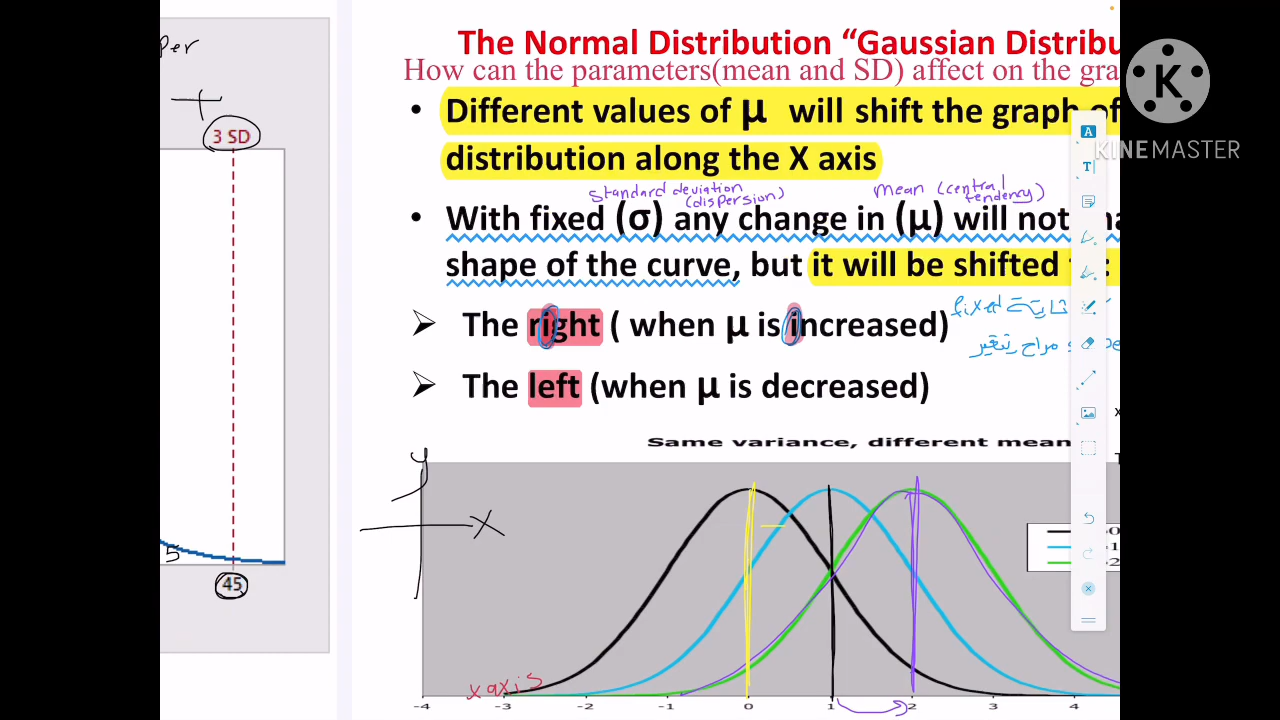 per
+
3 SD
5
45
The Normal Distribution “Gaussian Distribu
How can the parameters(mean and SD) affect on the gra
• Different values of μ will shift the graph of
distribution along the X axis
standard deviation
(dispersion)
Mean (central
tendency)
• With fixed (σ) any change in (μ) will not
shape of the curve, but it will be shifted
➢ The right ( when μ is increased)
fixed ثابتة
➢ The left (when μ is decreased)
Same variance, different mean
y
x
x axis
-4 -3 -2 -1 0 1 2 3 4
K
KINEMASTER
A
T